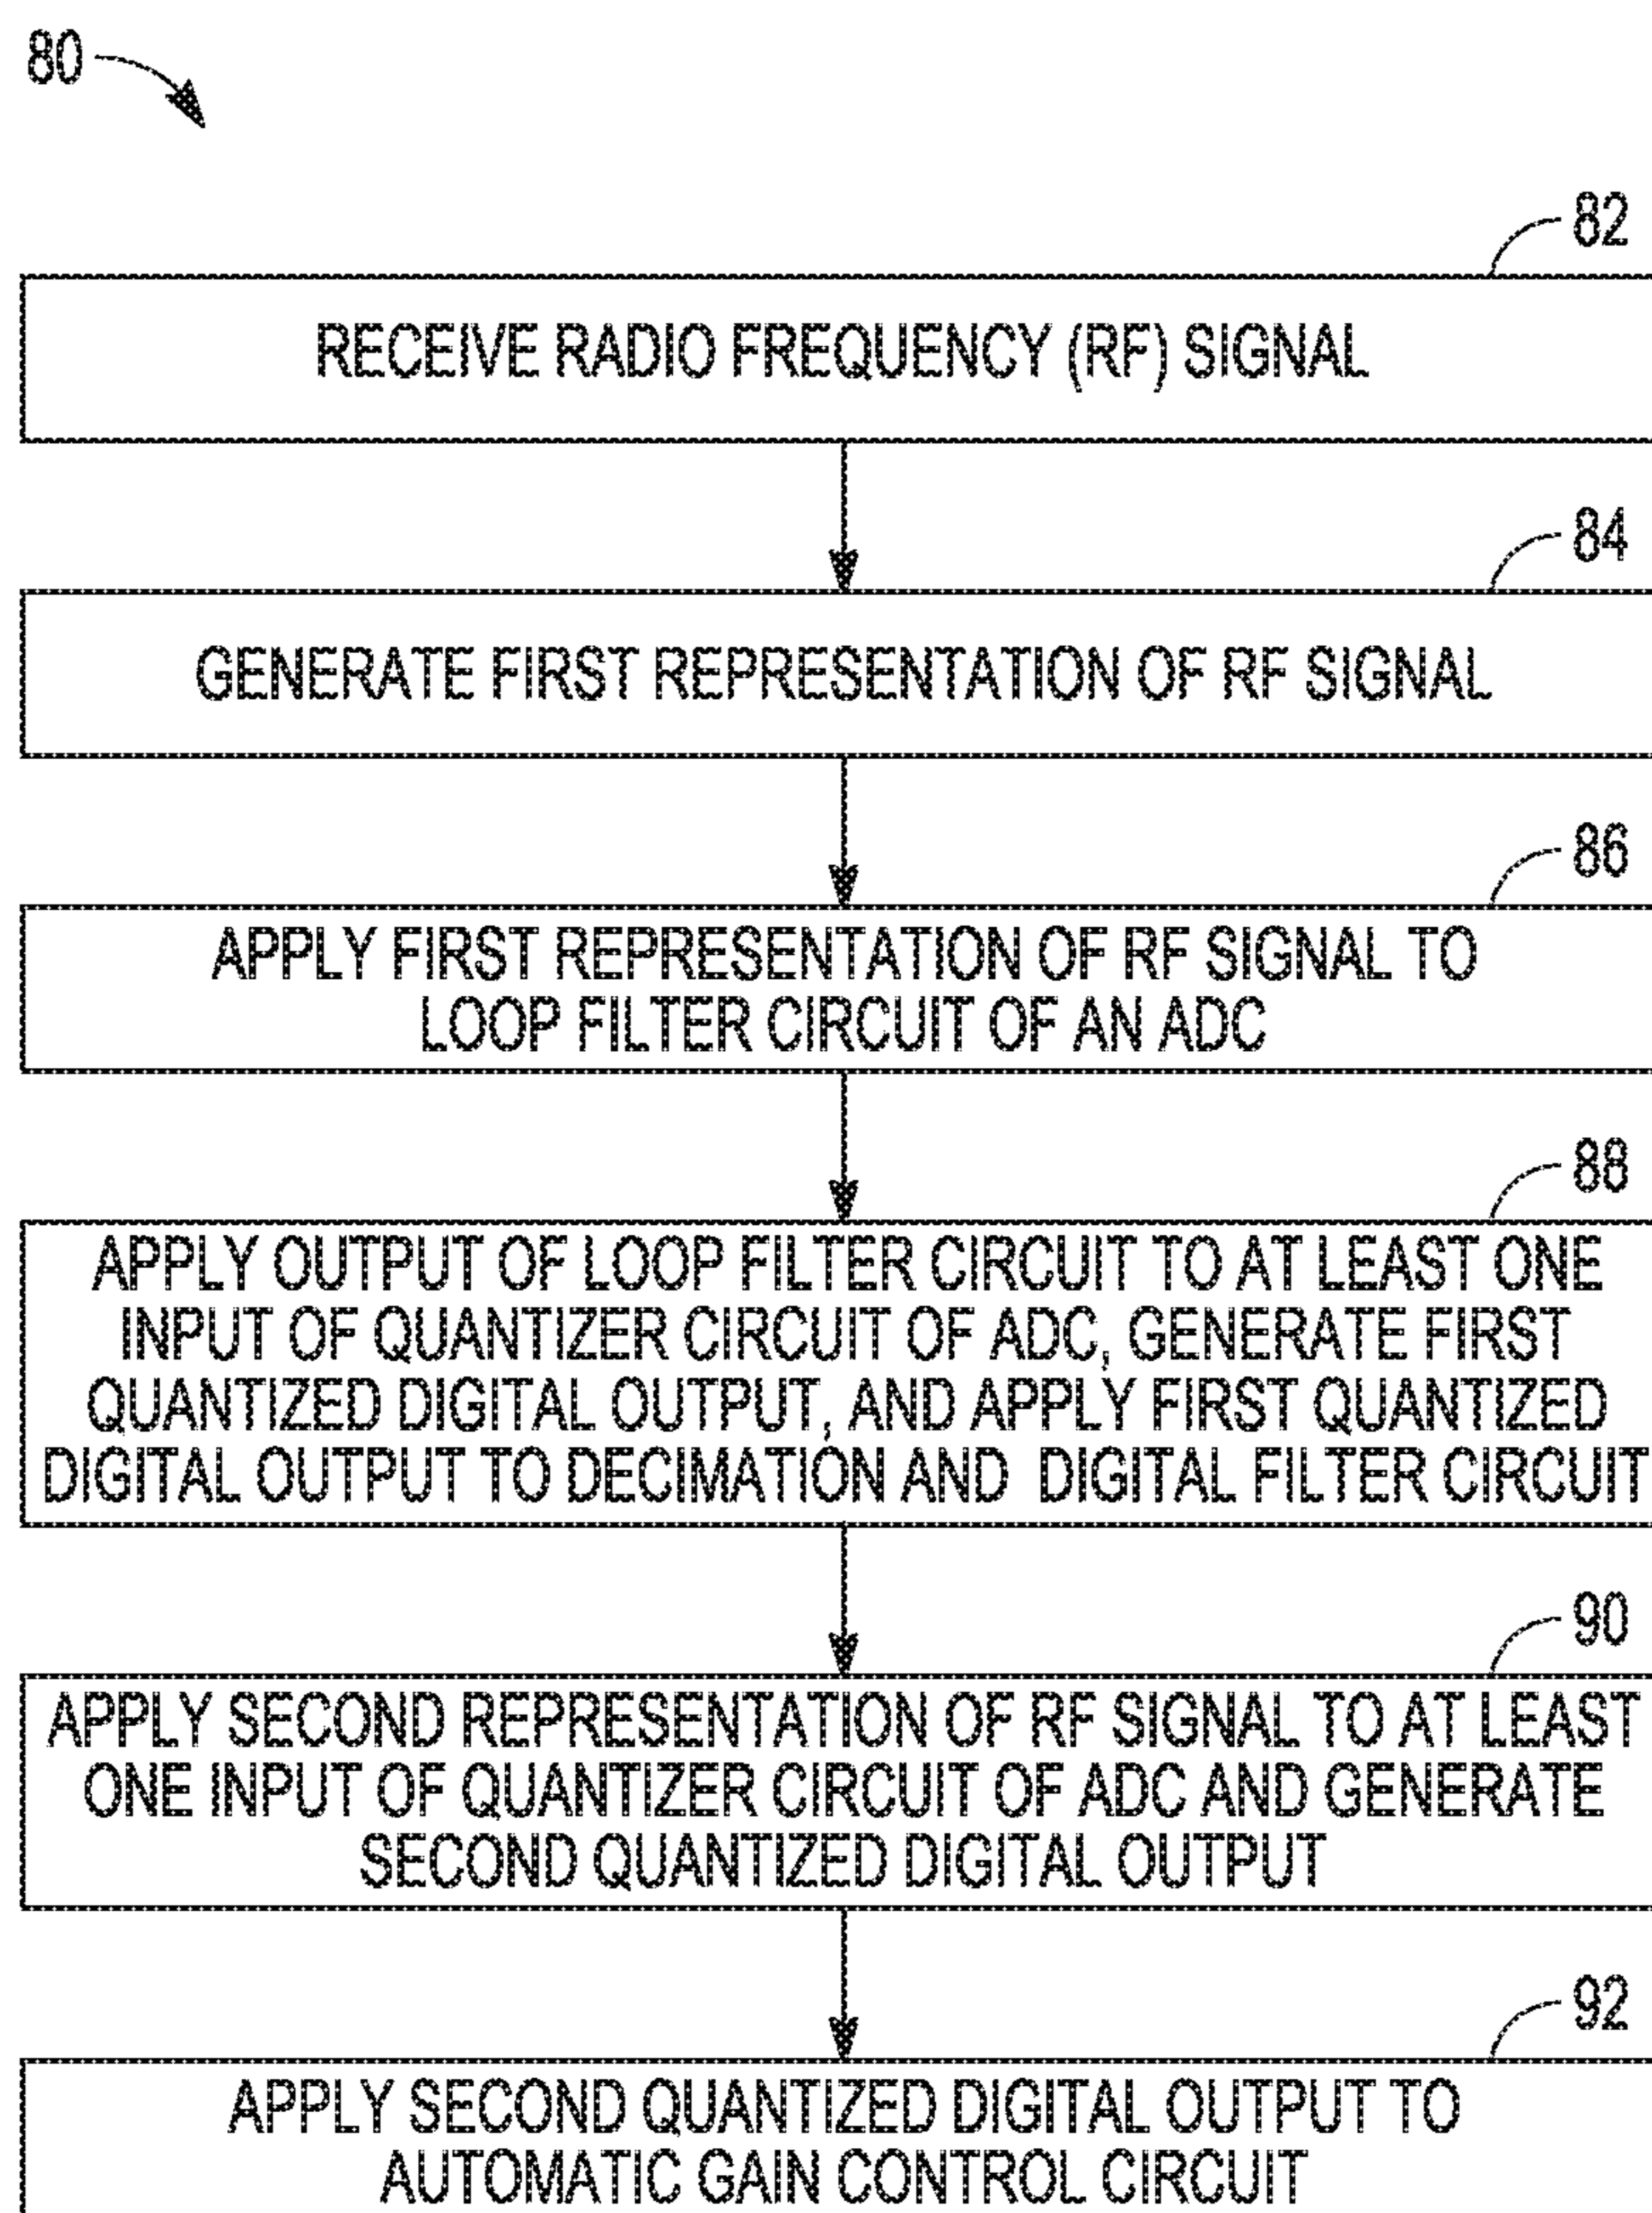 80
82
RECEIVE RADIO FREQUENCY (RF) SIGNAL
84
GENERATE FIRST REPRESENTATION OF RF SIGNAL
86
APPLY FIRST REPRESENTATION OF RF SIGNAL TO
LOOP FILTER CIRCUIT OF AN ADC
88
APPLY OUTPUT OF LOOP FILTER CIRCUIT TO AT LEAST ONE
INPUT OF QUANTIZER CIRCUIT OF ADC, GENERATE FIRST
QUANTIZED DIGITAL OUTPUT, AND APPLY FIRST QUANTIZED
DIGITAL OUTPUT TO DECIMATION AND DIGITAL FILTER CIRCUIT
90
APPLY SECOND REPRESENTATION OF RF SIGNAL TO AT LEAST
ONE INPUT OF QUANTIZER CIRCUIT OF ADC AND GENERATE
SECOND QUANTIZED DIGITAL OUTPUT
92
APPLY SECOND QUANTIZED DIGITAL OUTPUT TO
AUTOMATIC GAIN CONTROL CIRCUIT